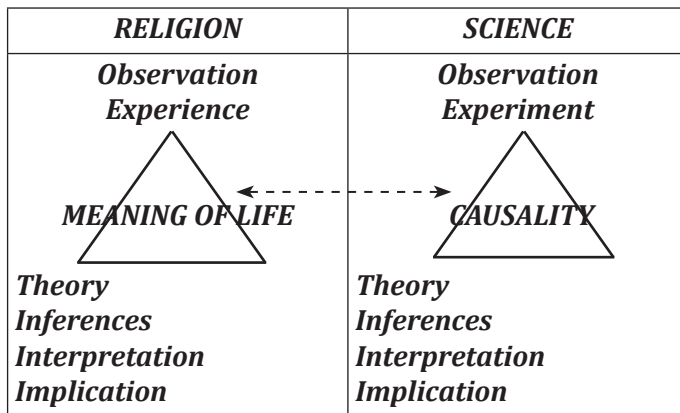 RELIGION
SCIENCE
Observation
Experience
MEANING OF LIFE
Theory
Inferences
Interpretation
Implication
Observation
Experiment
CAUSALITY
Theory
Inferences
Interpretation
Implication